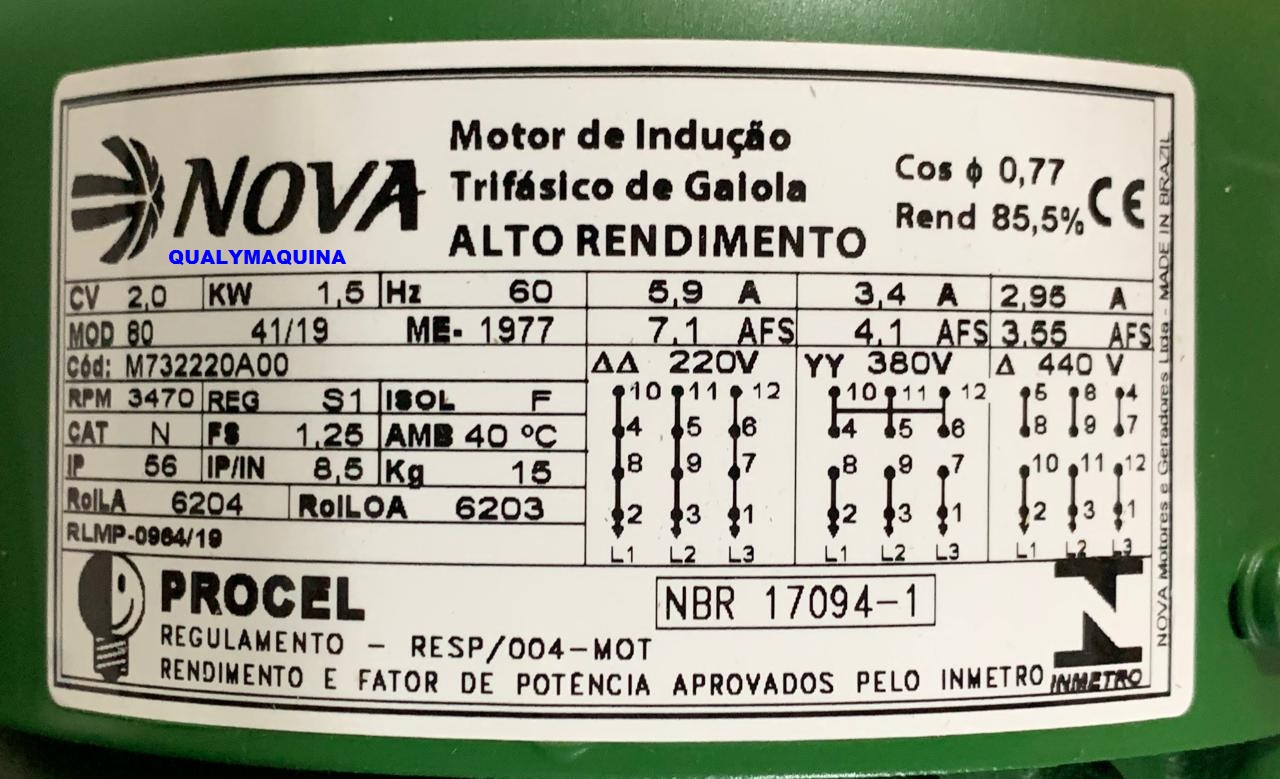 NOVA
QUALYMAQUINA
Motor de Indução
Trifásico de Gaiola
ALTO RENDIMENTO
Cos ϕ 0,77
Rend 85,5%
CE
CV 2,0 KW 1,5 Hz 60 5,9 A 3,4 A 2,95 A
MOD 80 41/19 ME- 1977 7,1 AFS 4,1 AFS 3,55 AFS
Cód: M732220A00 ΔΔ 220V YY 380V Δ 440 V
RPM 3470 REG S1 ISOL F
CAT N FS 1,25 AMB 40 ºC
IP 56 IP/IN 8,5 Kg 15
RolLA 6204 RolLOA 6203
RLMP-0964/19
10 11 12
4 5 6
8 9 7
2 3 1
L1 L2 L3
10 11 12
4 5 6
8 9 7
2 3 1
L1 L2 L3
5 6 4
8 9 7
10 11 12
2 3 1
L1 L2 L3
PROCEL
NBR 17094-1
REGULAMENTO - RESP/004-MOT
RENDIMENTO E FATOR DE POTÊNCIA APROVADOS PELO INMETRO
INMETRO
NOVA Motores e Geradores Ltda - MADE IN BRAZIL